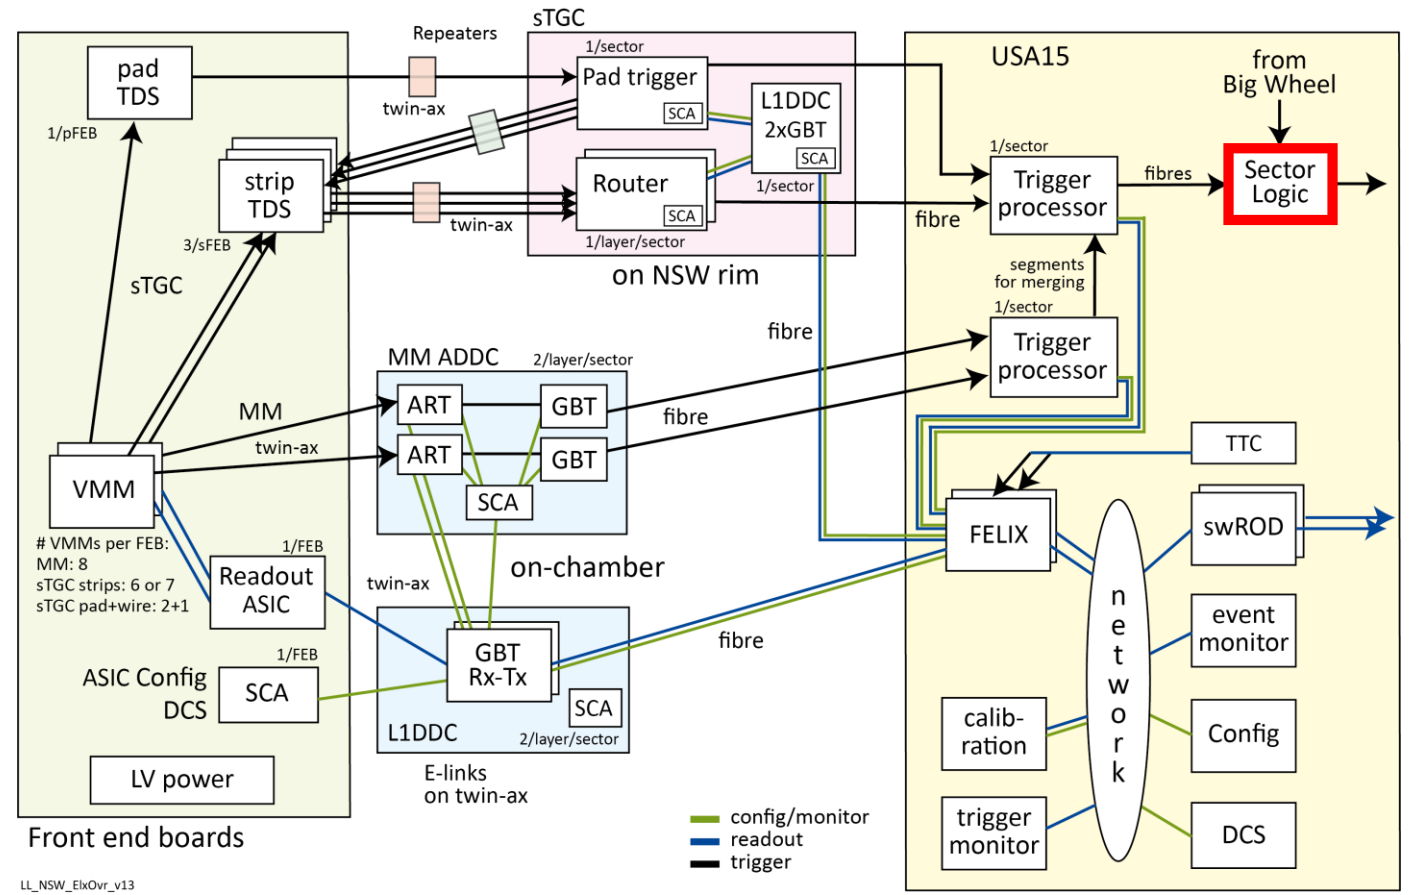 sTGC
Repeaters
pad
TDS
twin-ax
1/pFEB
1/sector
Pad trigger
SCA
L1DDC
2xGBT
SCA
1/sector
USA15
from
Big Wheel
1/sector
Trigger
processor
fibres
Sector
Logic
strip
TDS
3/sFEB
twin-ax
Router
SCA
1/layer/sector
fibre
on NSW rim
segments
for merging
sTGC
fibre
1/sector
Trigger
processor
MM ADDC
2/layer/sector
MM
twin-ax
ART
GBT
ART
GBT
SCA
fibre
TTC
VMM
# VMMs per FEB:
MM: 8
sTGC strips: 6 or 7
sTGC pad+wire: 2+1
1/FEB
Readout
ASIC
twin-ax
on-chamber
FELIX
swROD
network
event
monitor
1/FEB
ASIC Config
DCS
SCA
GBT
Rx-Tx
SCA
L1DDC
2/layer/sector
fibre
calib-
ration
Config
LV power
E-links
on twin-ax
trigger
monitor
DCS
Front end boards
config/monitor
readout
trigger
LL_NSW_ElxOvr_v13